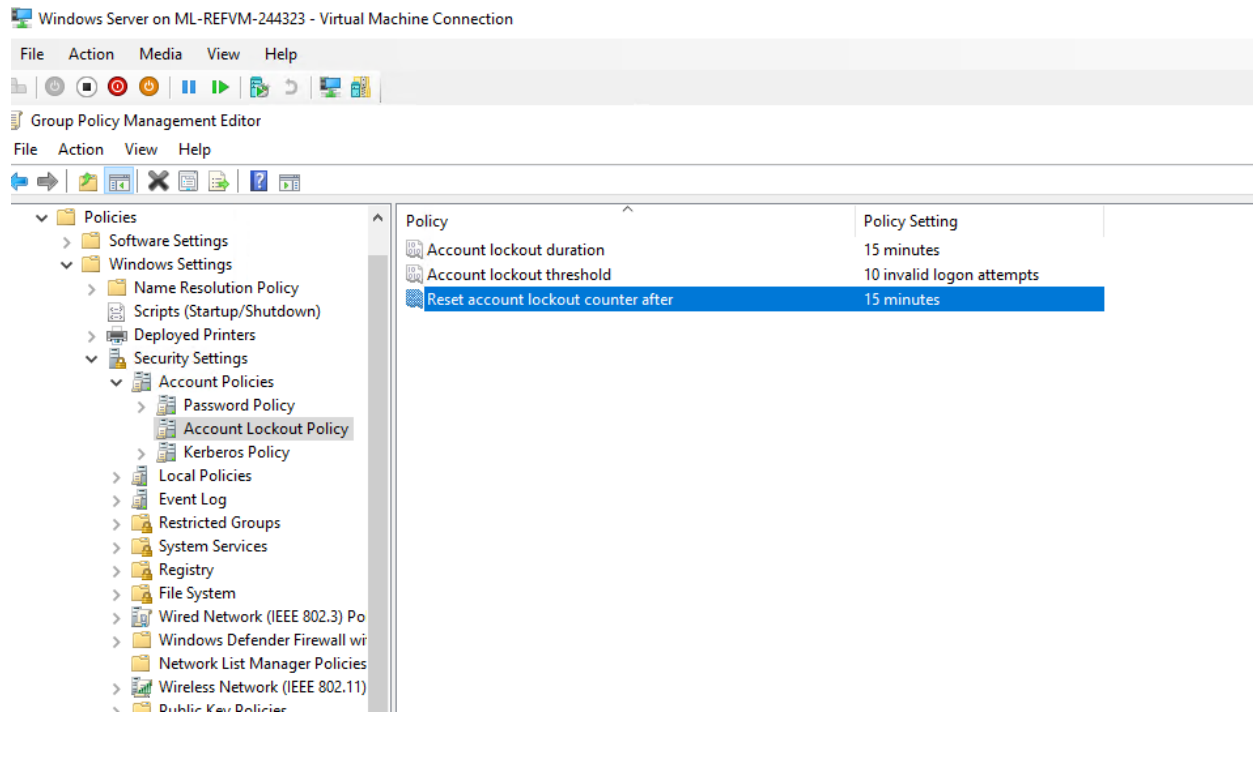 Windows Server on ML-REFVM-244323 - Virtual Machine Connection
File Action Media View Help
Group Policy Management Editor
File Action View Help
Policies
Software Settings
Windows Settings
Name Resolution Policy
Scripts (Startup/Shutdown)
Deployed Printers
Security Settings
Account Policies
Password Policy
Account Lockout Policy
Kerberos Policy
Local Policies
Event Log
Restricted Groups
System Services
Registry
File System
Wired Network (IEEE 802.3) Po
Windows Defender Firewall wi
Network List Manager Policies
Wireless Network (IEEE 802.11)
Public Key Policies
Policy Policy Setting
Account lockout duration 15 minutes
Account lockout threshold 10 invalid logon attempts
Reset account lockout counter after 15 minutes